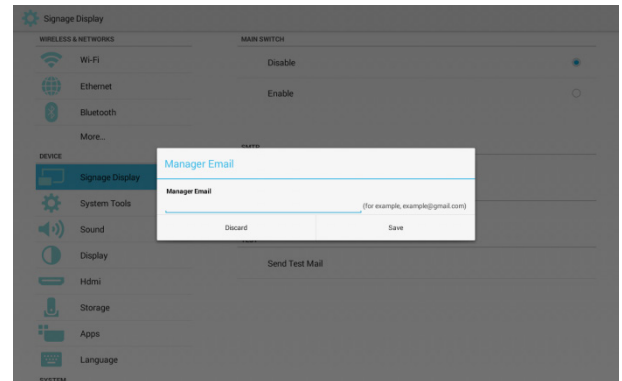 Signage Display
WIRELESS & NETWORKS
Wi-Fi
Ethernet
Bluetooth
More...
DEVICE
Signage Display
System Tools
Sound
Display
Hdmi
Storage
Apps
Language
SYSTEM
MAIN SWITCH
Disable
Enable
SMTP
Manager Email
Manager Email
(for example, example@gmail.com)
Discard
Save
TEST
Send Test Mail